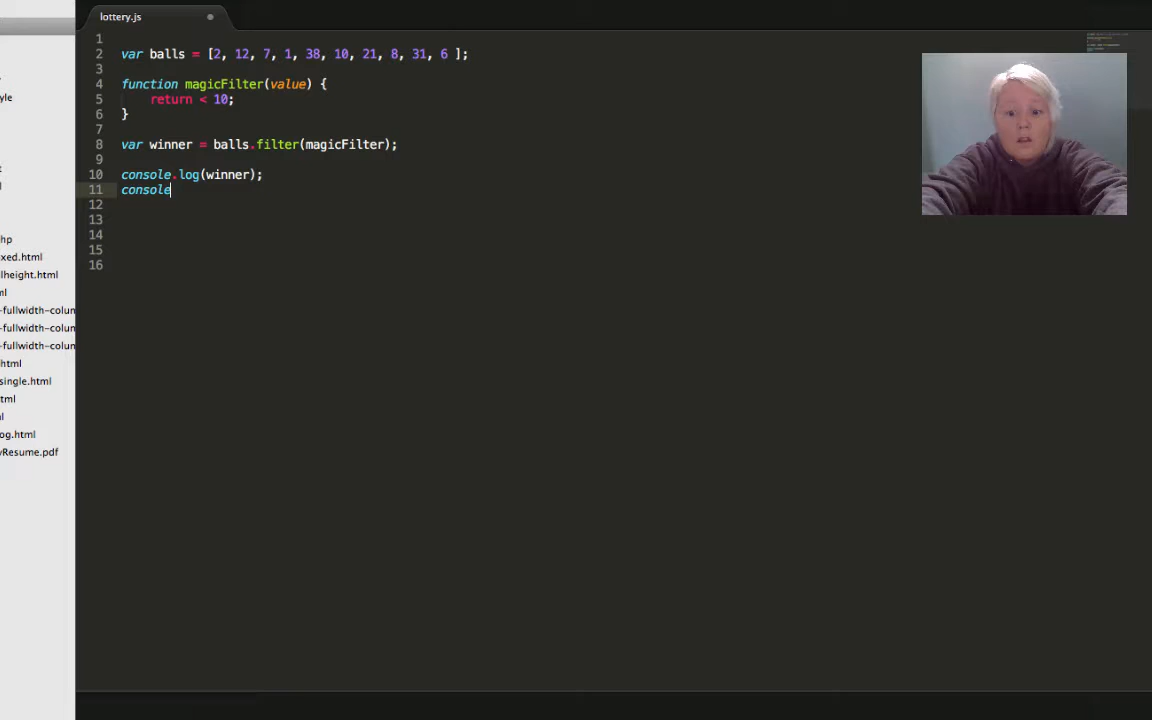 lottery.js
1
2 var balls = [2, 12, 7, 1, 38, 10, 21, 8, 31, 6 ];
3
4 function magicFilter(value) {
5 return < 10;
6 }
7
8 var winner = balls.filter(magicFilter);
9
10 console.log(winner);
11 console
12
13
14
15
16
yle
hp
xed.html
lheight.html
ml
-fullwidth-colun
-fullwidth-colun
-fullwidth-colun
html
single.html
tml
l
og.html
yResume.pdf